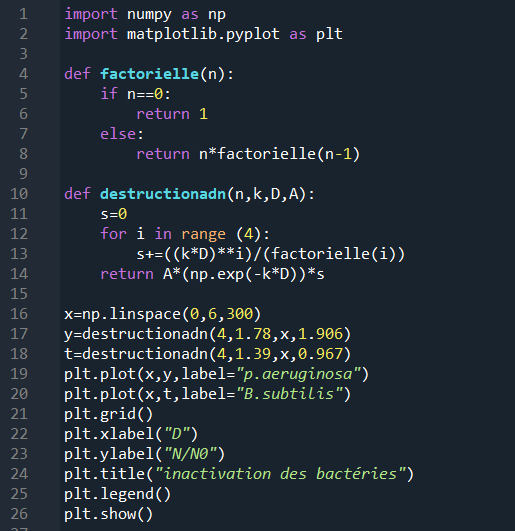 1 import numpy as np
2 import matplotlib.pyplot as plt
3
4 def factorielle(n):
5     if n==0:
6         return 1
7     else:
8         return n*factorielle(n-1)
9
10 def destructionadn(n,k,D,A):
11     s=0
12     for i in range (4):
13         s+=((k*D)**i)/(factorielle(i))
14     return A*(np.exp(-k*D))*s
15
16 x=np.linspace(0,6,300)
17 y=destructionadn(4,1.78,x,1.906)
18 t=destructionadn(4,1.39,x,0.967)
19 plt.plot(x,y,label="p.aeruginosa")
20 plt.plot(x,t,label="B.subtilis")
21 plt.grid()
22 plt.xlabel("D")
23 plt.ylabel("N/N0")
24 plt.title("inactivation des bactéries")
25 plt.legend()
26 plt.show()